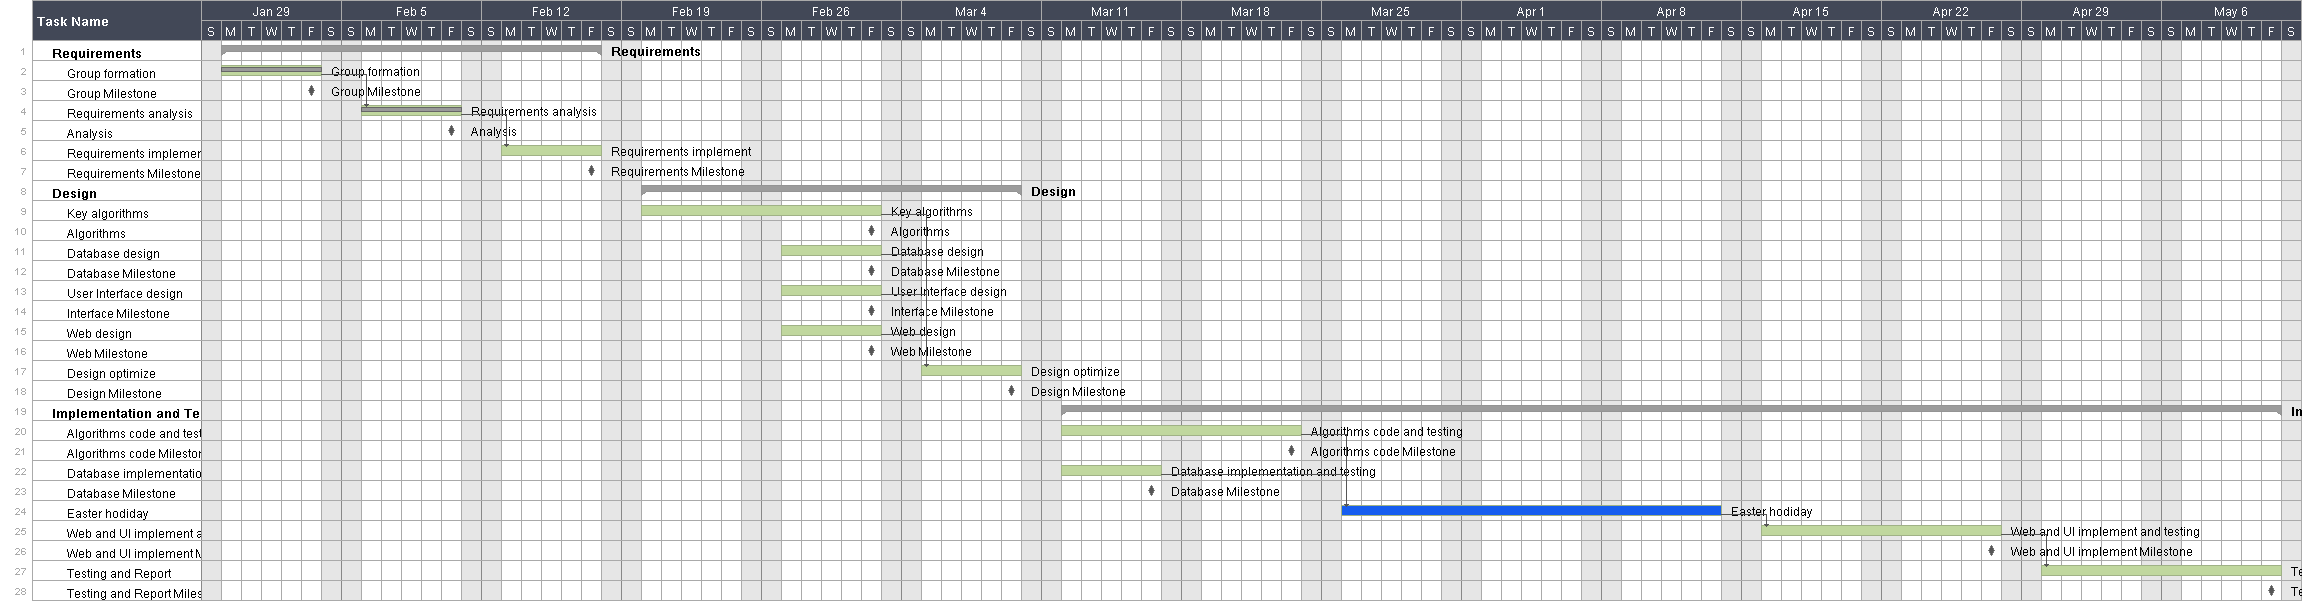 Task Name
Jan 29 Feb 5 Feb 12 Feb 19 Feb 26 Mar 4 Mar 11 Mar 18 Mar 25 Apr 1 Apr 8 Apr 15 Apr 22 Apr 29 May 6
S M T W T F S S M T W T F S S M T W T F S S M T W T F S S M T W T F S S M T W T F S S M T W T F S S M T W T F S S M T W T F S S M T W T F S S M T W T F S S M T W T F S S M T W T F S S M T W T F S S M T W T F S
1 Requirements Requirements
2 Group formation Group formation
3 Group Milestone Group Milestone
4 Requirements analysis Requirements analysis
5 Analysis Analysis
6 Requirements implemer Requirements implement
7 Requirements Milestone Requirements Milestone
8 Design Design
9 Key algorithms Key algorithms
10 Algorithms Algorithms
11 Database design Database design
12 Database Milestone Database Milestone
13 User Interface design User Interface design
14 Interface Milestone Interface Milestone
15 Web design Web design
16 Web Milestone Web Milestone
17 Design optimize Design optimize
18 Design Milestone Design Milestone
19 Implementation and Te In
20 Algorithms code and test Algorithms code and testing
21 Algorithms code Milestor Algorithms code Milestone
22 Database implementatio Database implementation and testing
23 Database Milestone Database Milestone
24 Easter hodiday Easter hodiday
25 Web and UI implement a Web and UI implement and testing
26 Web and UI implement M Web and UI implement Milestone
27 Testing and Report Te
28 Testing and Report Miles Te